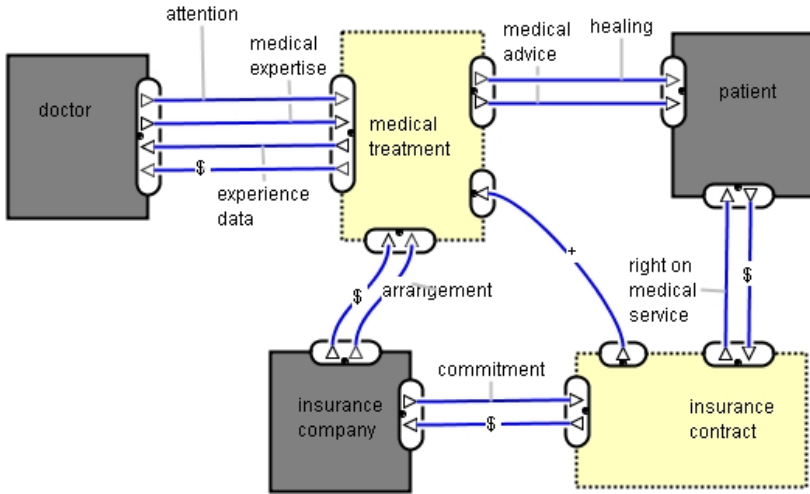 attention
medical
expertise
medical
advice
healing
doctor
medical
treatment
patient
$
experience
data
+
right on
medical
service
$
$
arrangement
commitment
insurance
company
$
insurance
contract